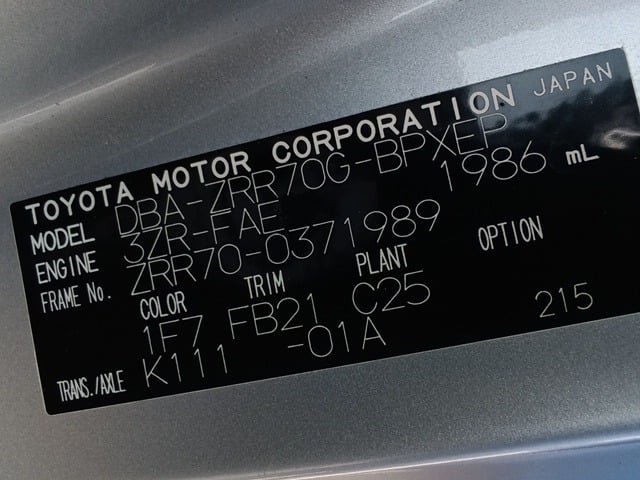 TOYOTA MOTOR CORPORATION JAPAN
MODEL DBA-ZRR70G-BPXEP
ENGINE 3ZR-FAE 1986 mL
FRAME No. ZRR70-0371989
COLOR TRIM PLANT OPTION
1F7 FB21 C25
TRANS./AXLE K111 -01A 215